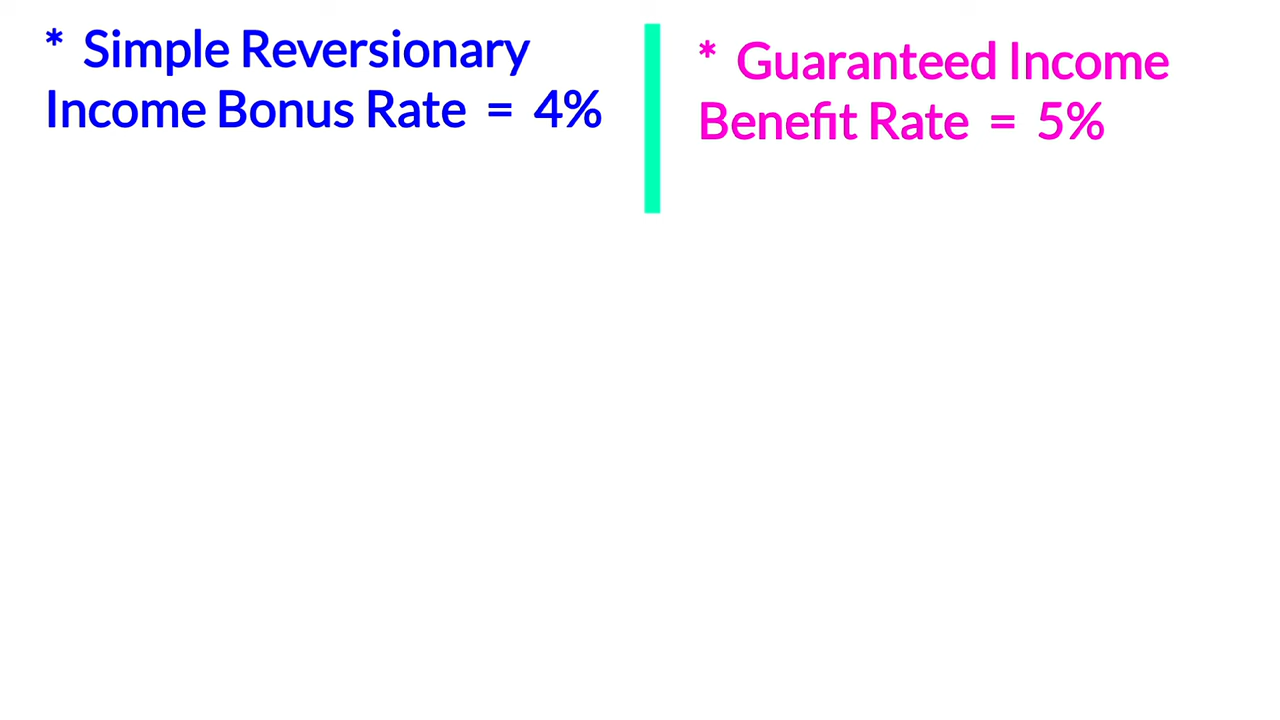 * Simple Reversionary
Income Bonus Rate = 4%
* Guaranteed Income
Benefit Rate = 5%